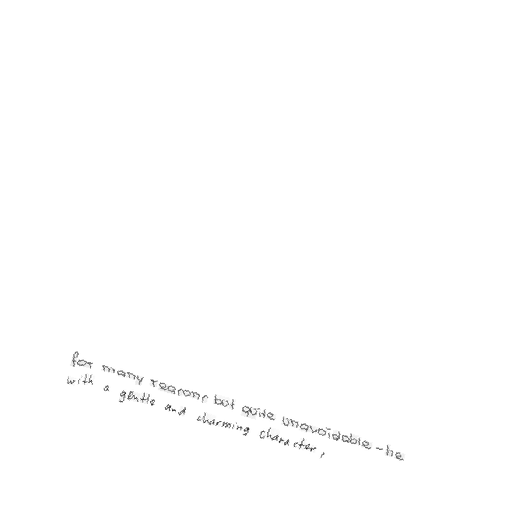 for many reasons but quite unavoidable - he
with a gentle and charming character,